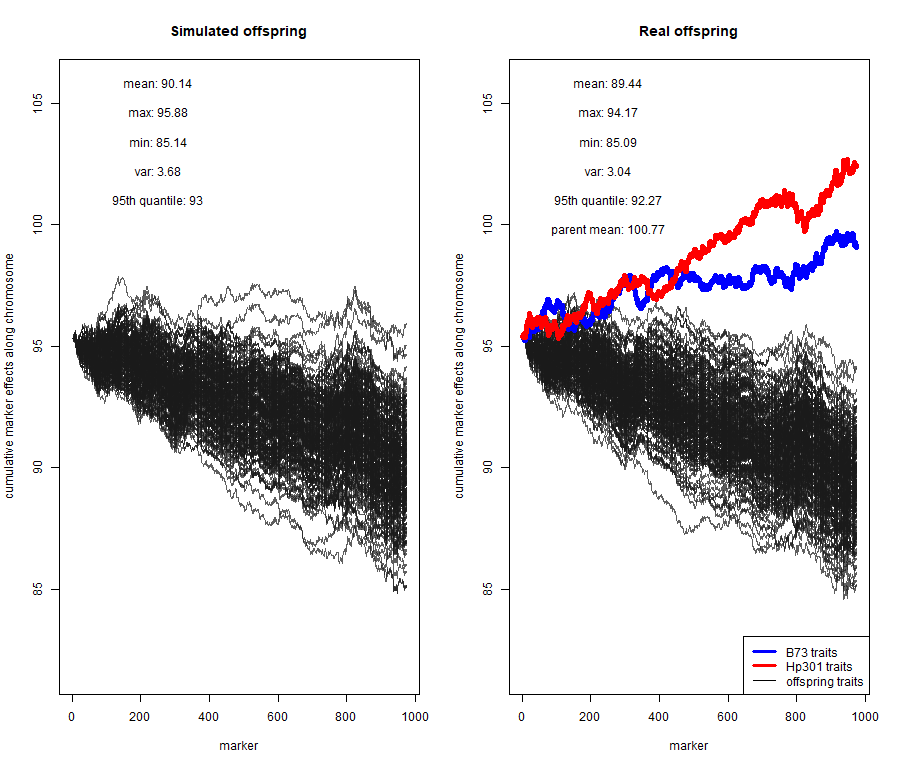 Simulated offspring
mean: 90.14
max: 95.88
min: 85.14
var: 3.68
95th quantile: 93
cumulative marker effects along chromosome
105
100
95
90
85
0 200 400 600 800 1000
marker
Real offspring
mean: 89.44
max: 94.17
min: 85.09
var: 3.04
95th quantile: 92.27
parent mean: 100.77
cumulative marker effects along chromosome
105
100
95
90
85
B73 traits
Hp301 traits
offspring traits
0 200 400 600 800 1000
marker